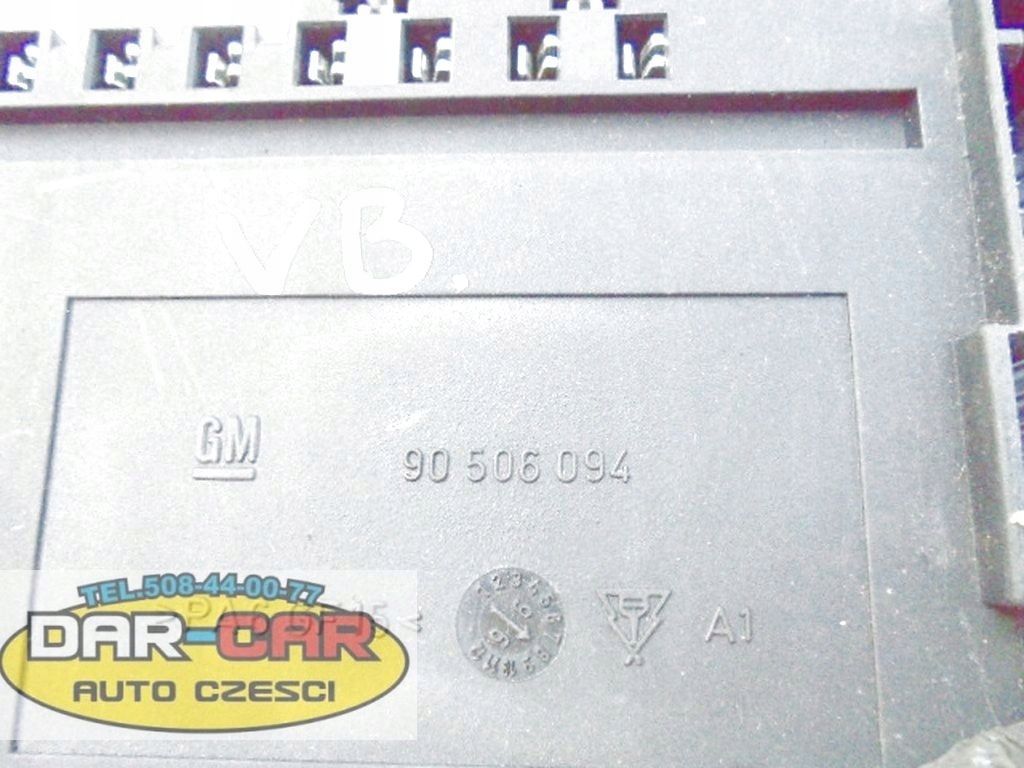 VB.
GM
90 506 094
TEL.508-44-00-77
DAR-CAR
AUTO CZESCI
A1